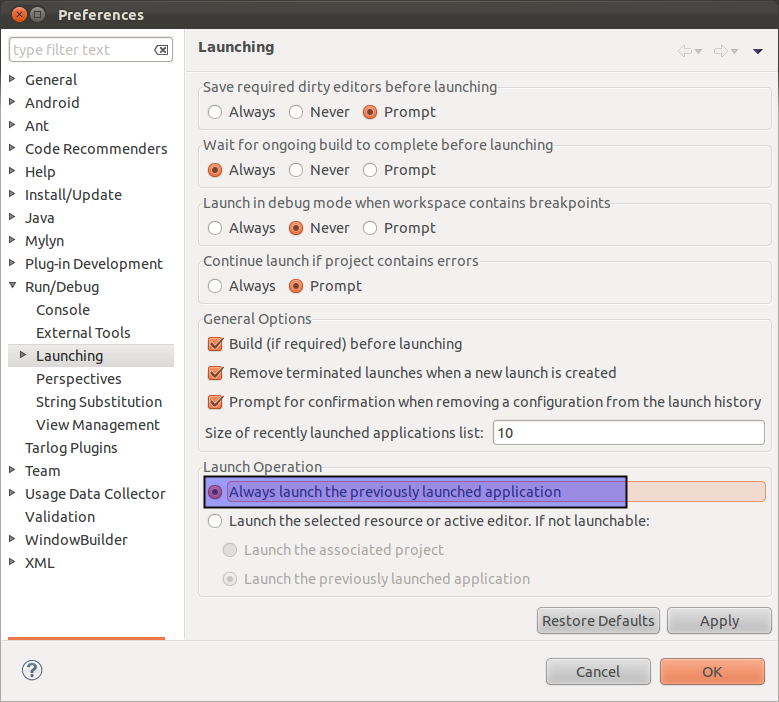 Preferences
type filter text
General
Android
Ant
Code Recommenders
Help
Install/Update
Java
Mylyn
Plug-in Development
Run/Debug
Console
External Tools
Launching
Perspectives
String Substitution
View Management
Tarlog Plugins
Team
Usage Data Collector
Validation
WindowBuilder
XML
Launching
Save required dirty editors before launching
Always Never Prompt
Wait for ongoing build to complete before launching
Always Never Prompt
Launch in debug mode when workspace contains breakpoints
Always Never Prompt
Continue launch if project contains errors
Always Prompt
General Options
Build (if required) before launching
Remove terminated launches when a new launch is created
Prompt for confirmation when removing a configuration from the launch history
Size of recently launched applications list: 10
Launch Operation
Always launch the previously launched application
Launch the selected resource or active editor. If not launchable:
Launch the associated project
Launch the previously launched application
Restore Defaults Apply
? Cancel OK